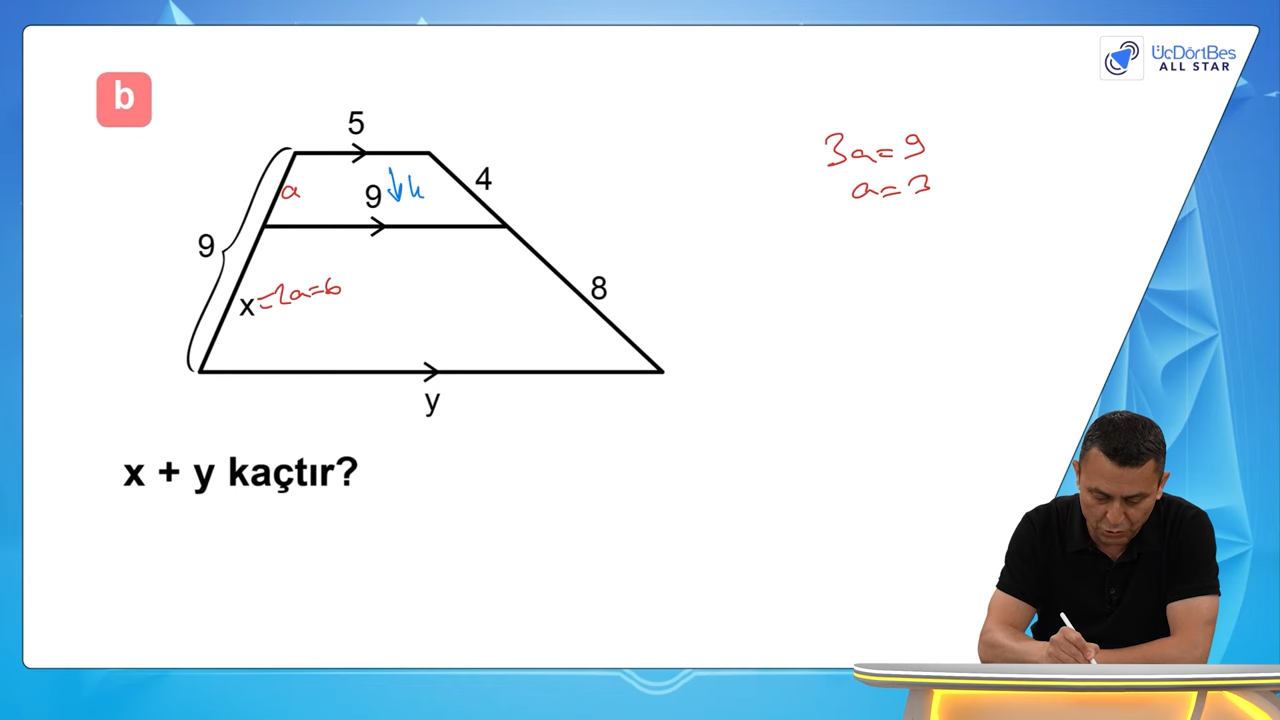 b
ÜçDörtBeş
ALL STAR
5
3a=9
a=3
4
a
9
k
9
8
x=2a=6
y
x + y kaçtır?